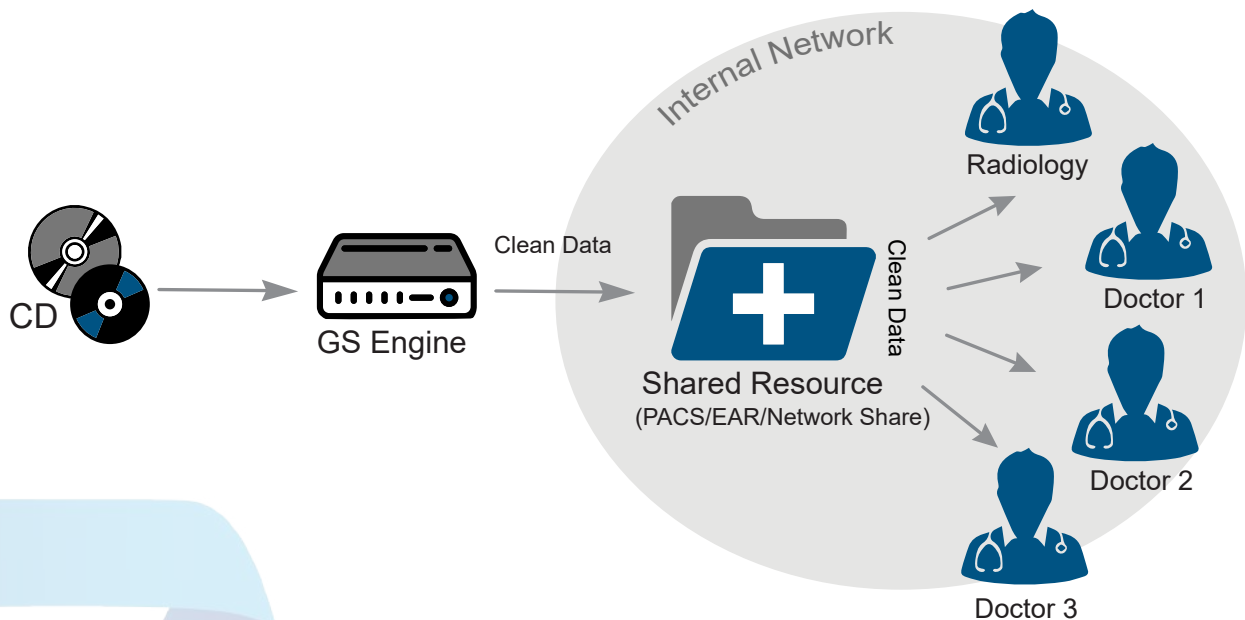 Internal Network
Radiology
Clean Data
Clean Data
Doctor 1
CD
GS Engine
Shared Resource
(PACS/EAR/Network Share)
Doctor 2
Doctor 3